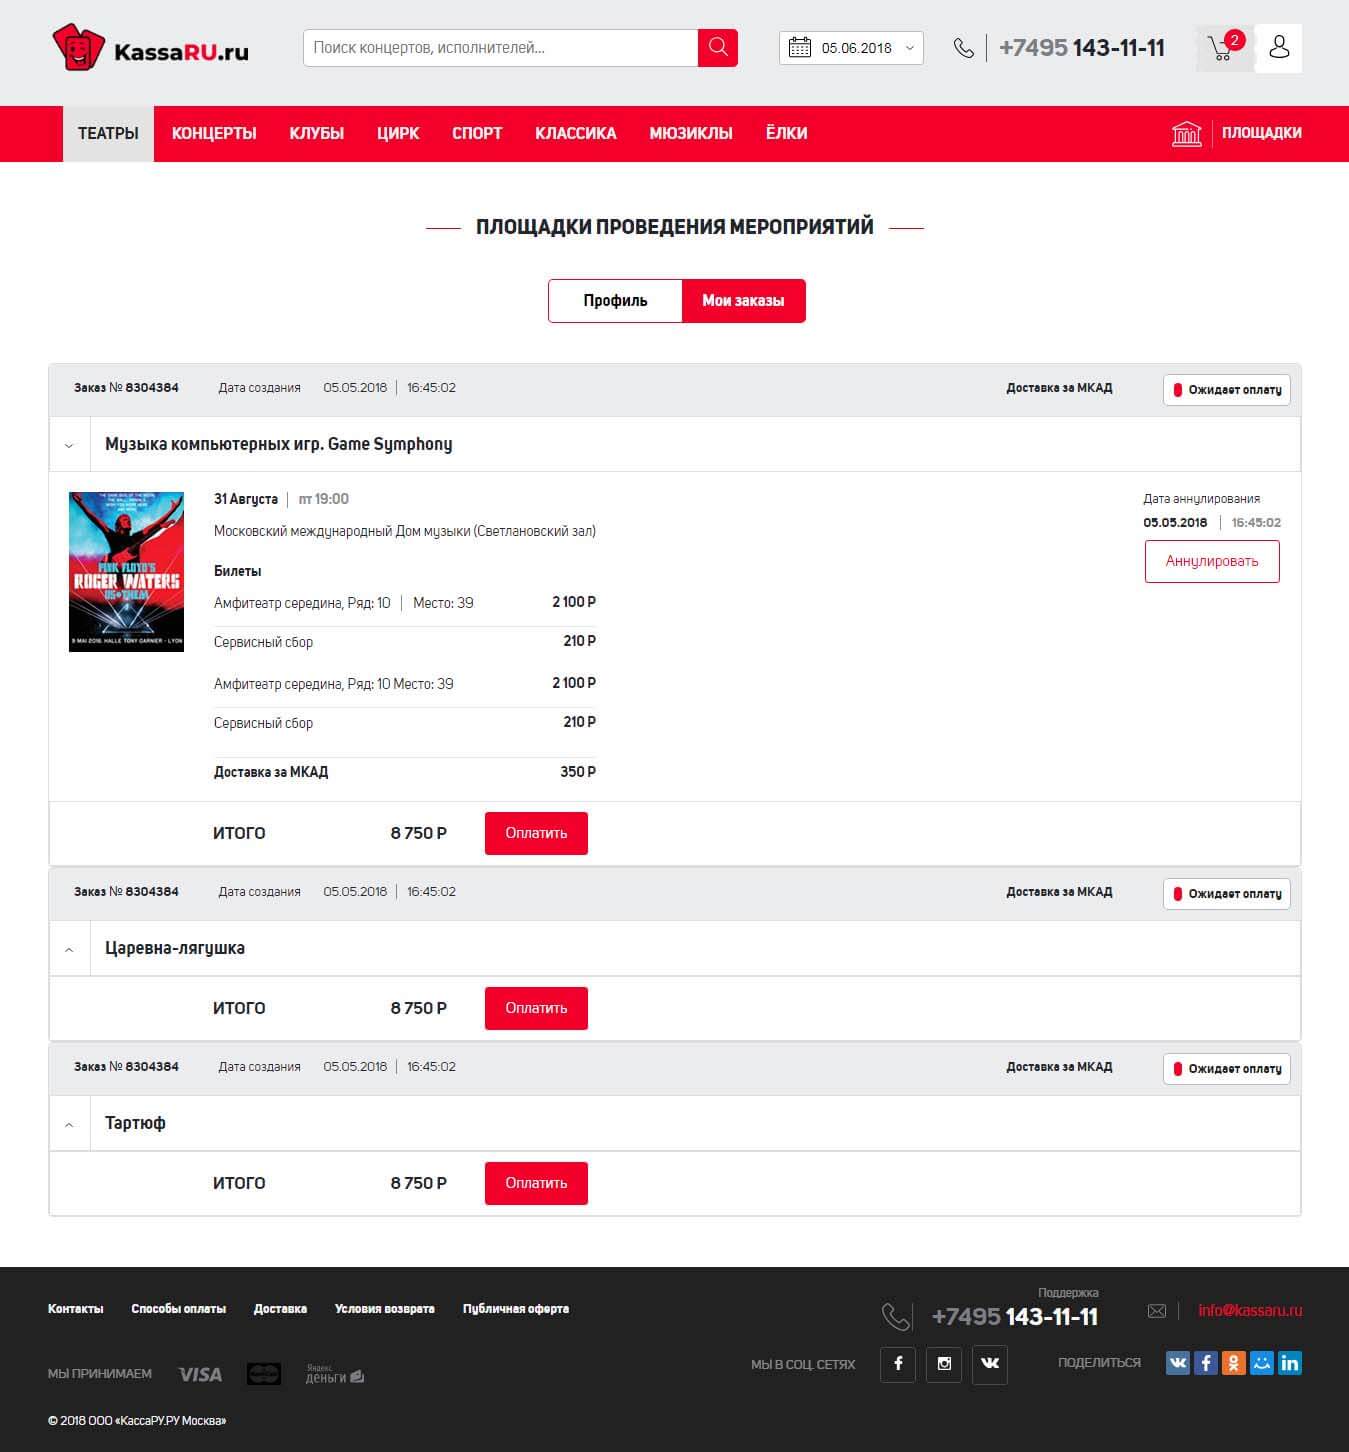 KassaRU.ru
Поиск концертов, исполнителей...
05.06.2018
+7495 143-11-11
2
ТЕАТРЫ КОНЦЕРТЫ КЛУБЫ ЦИРК СПОРТ КЛАССИКА МЮЗИКЛЫ ЁЛКИ ПЛОЩАДКИ
ПЛОЩАДКИ ПРОВЕДЕНИЯ МЕРОПРИЯТИЙ
Профиль Мои заказы
Заказ № 8304384 Дата создания 05.05.2018 | 16:45:02 Доставка за МКАД Ожидает оплату
Музыка компьютерных игр. Game Symphony
31 Августа | пт 19:00
Московский международный Дом музыки (Светлановский зал)
Дата аннулирования
05.05.2018 | 16:45:02
Аннулировать
PINK FLOYD'S
ROGER WATERS
US+THEM
9 MAI 2018 HALLE TONY GARNIER - LYON
Билеты
Амфитеатр середина, Ряд: 10 | Место: 39 2 100 Р
Сервисный сбор 210 Р
Амфитеатр середина, Ряд: 10 Место: 39 2 100 Р
Сервисный сбор 210 Р
Доставка за МКАД 350 Р
ИТОГО 8 750 Р Оплатить
Заказ № 8304384 Дата создания 05.05.2018 | 16:45:02 Доставка за МКАД Ожидает оплату
Царевна-лягушка
ИТОГО 8 750 Р Оплатить
Заказ № 8304384 Дата создания 05.05.2018 | 16:45:02 Доставка за МКАД Ожидает оплату
Тартюф
ИТОГО 8 750 Р Оплатить
Контакты Способы оплаты Доставка Условия возврата Публичная оферта
Поддержка
+7495 143-11-11
info@kassaru.ru
МЫ ПРИНИМАЕМ VISA Яндекс деньги
МЫ В СОЦ. СЕТЯХ
ПОДЕЛИТЬСЯ
© 2018 ООО «КассаРУ.РУ Москва»